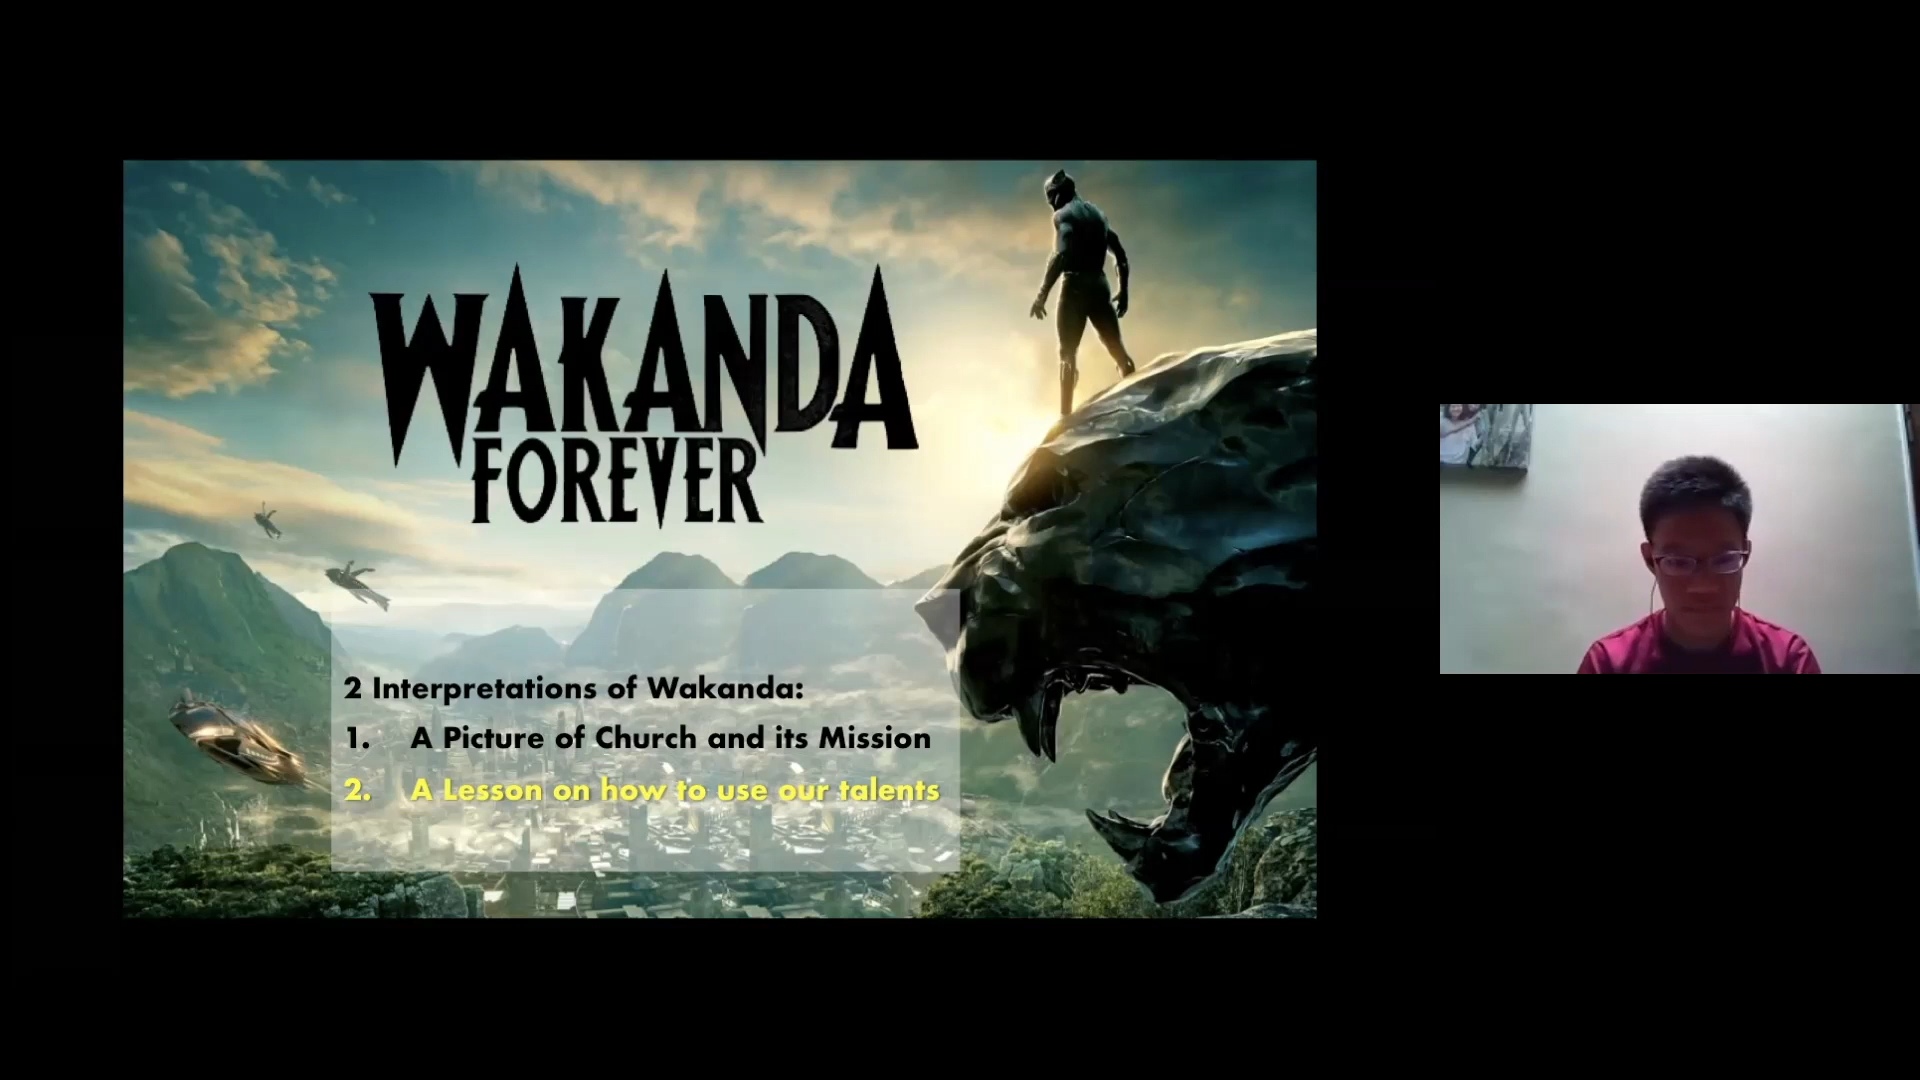 WAKANDA
FOREVER
2 Interpretations of Wakanda:
1. A Picture of Church and its Mission
2. A Lesson on how to use our talents